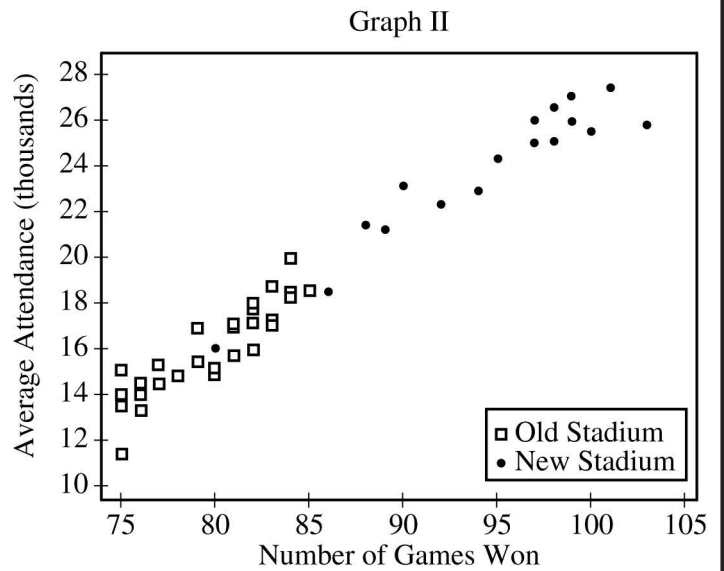 Graph II
Average Attendance (thousands)
28
26
24
22
20
18
16
14
12
10
Old Stadium
New Stadium
75 80 85 90 95 100 105
Number of Games Won